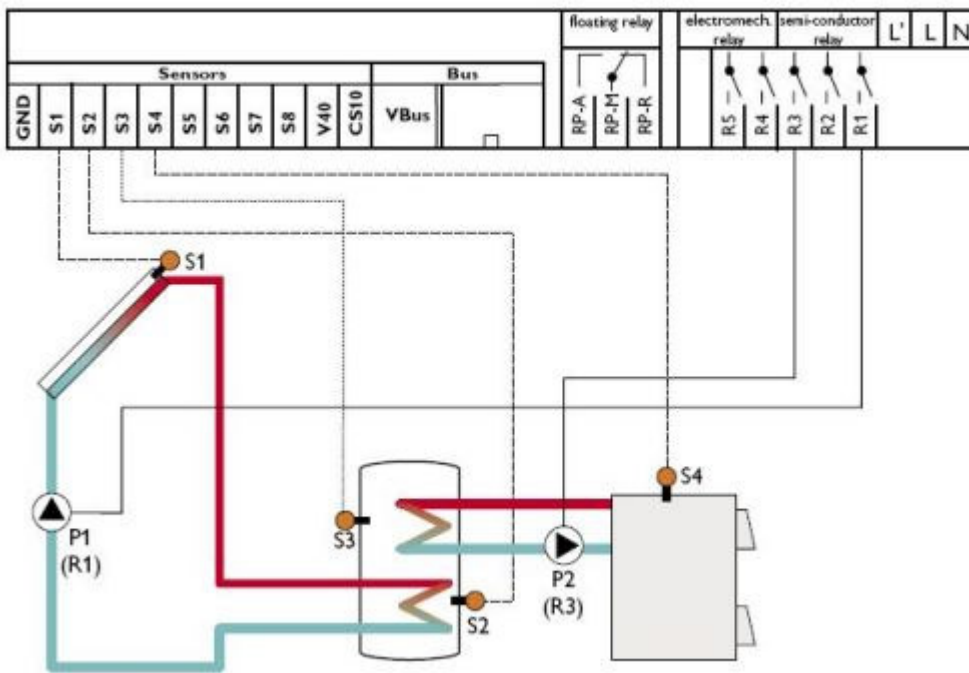 floating relay
electromech. relay
semi-conductor relay
L' L N
Sensors
Bus
GND S1 S2 S3 S4 S5 S6 S7 S8 V40 CS10
VBus
RP-A RP-M RP-R
R5 R4 R3 R2 R1
S1
S4
S3
P1
(R1)
P2
(R3)
S2